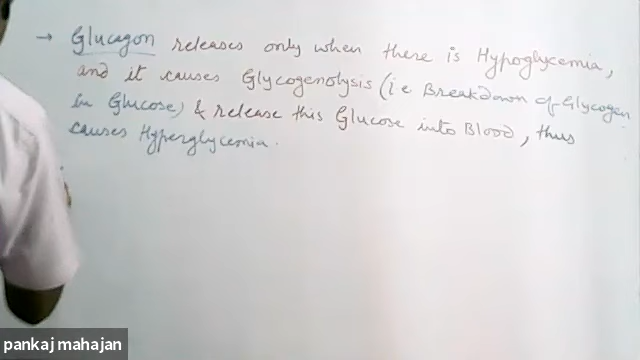 → Glucagon releases only when there is Hypoglycemia,
and it causes Glycogenolysis (i.e Breakdown of Glycogen
in Glucose) & release this Glucose into Blood, thus
causes Hyperglycemia.
pankaj mahajan